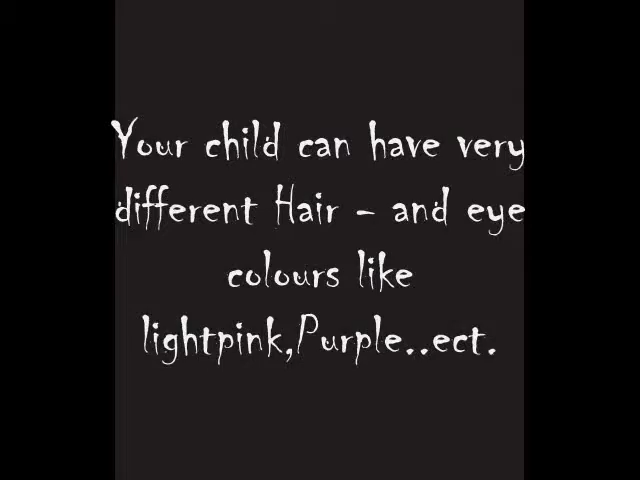 Your child can have very
different Hair - and eye
colours like
lightpink,Purple..ect.